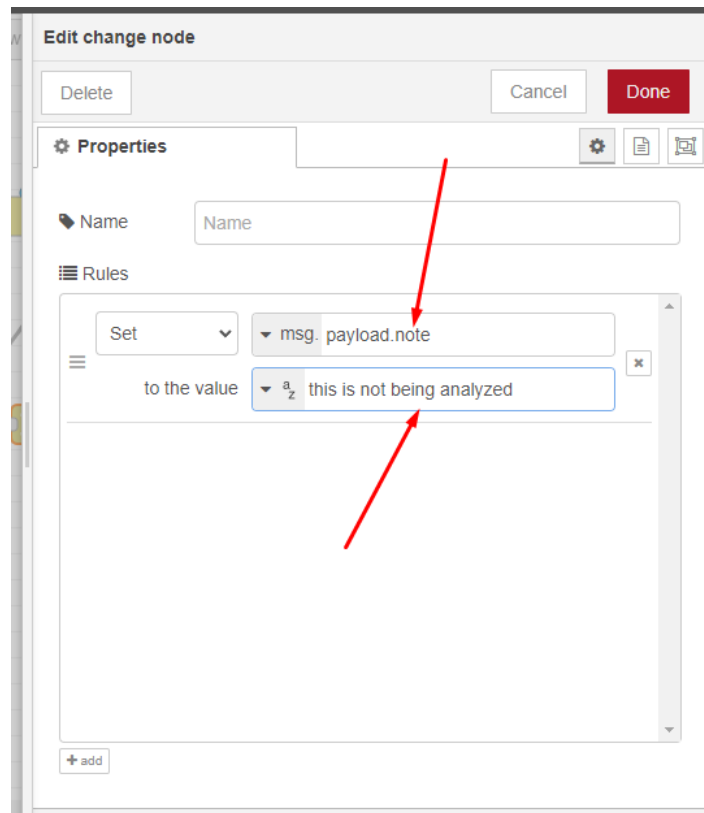 Edit change node
Delete
Cancel
Done
Properties
Name
Name
Rules
Set
msg. payload.note
to the value
a z this is not being analyzed
+ add